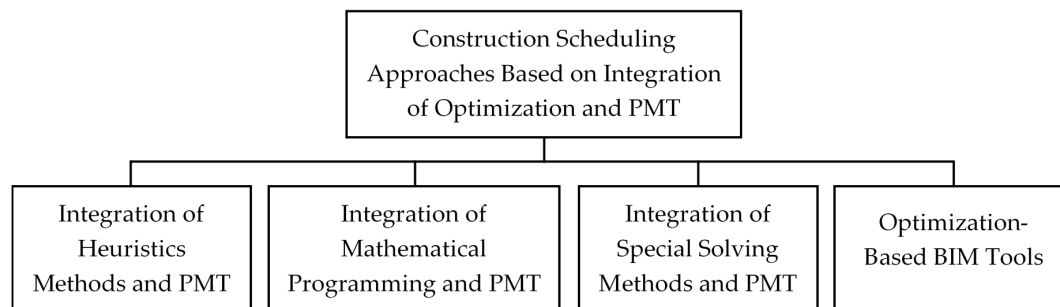 Construction Scheduling
Approaches Based on Integration
of Optimization and PMT
Integration of
Heuristics
Methods and PMT
Integration of
Mathematical
Programming and PMT
Integration of
Special Solving
Methods and PMT
Optimization-
Based BIM Tools